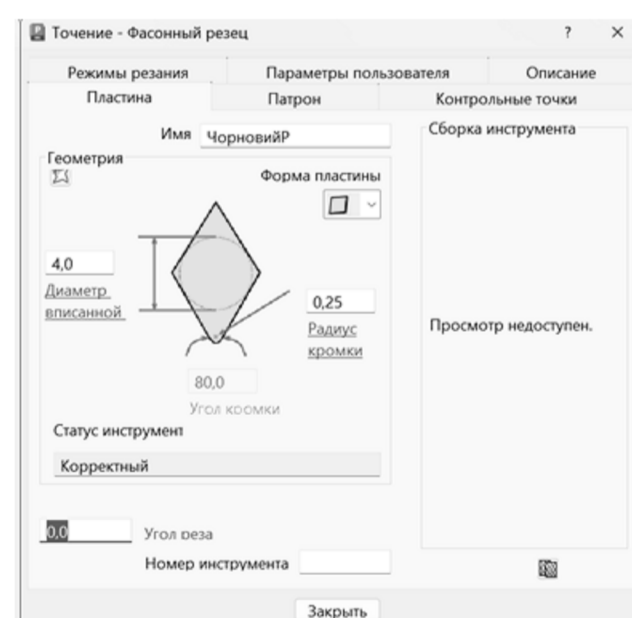 Точение - Фасонный резец ? ×
Режимы резания Параметры пользователя Описание
Пластина Патрон Контрольные точки
Имя ЧорновийР
Сборка инструмента
Геометрия
Форма пластины
4,0
Диаметр
вписанной
0,25
Радиус
кромки
80,0
Угол кромки
Просмотр недоступен.
Статус инструмент
Корректный
0,0 Угол реза
Номер инструмента
Закрыть